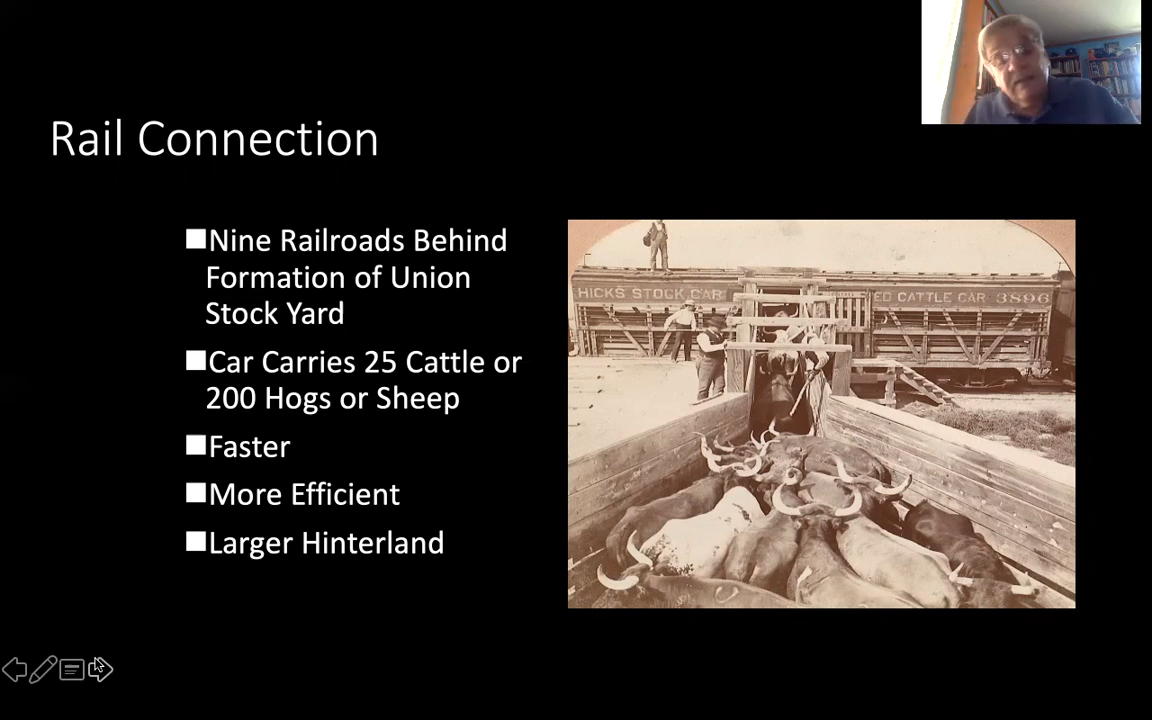 Rail Connection
Nine Railroads Behind
Formation of Union
Stock Yard
Car Carries 25 Cattle or
200 Hogs or Sheep
Faster
More Efficient
Larger Hinterland
HICKS STOCK CAR
ED CATTLE CAR 3896